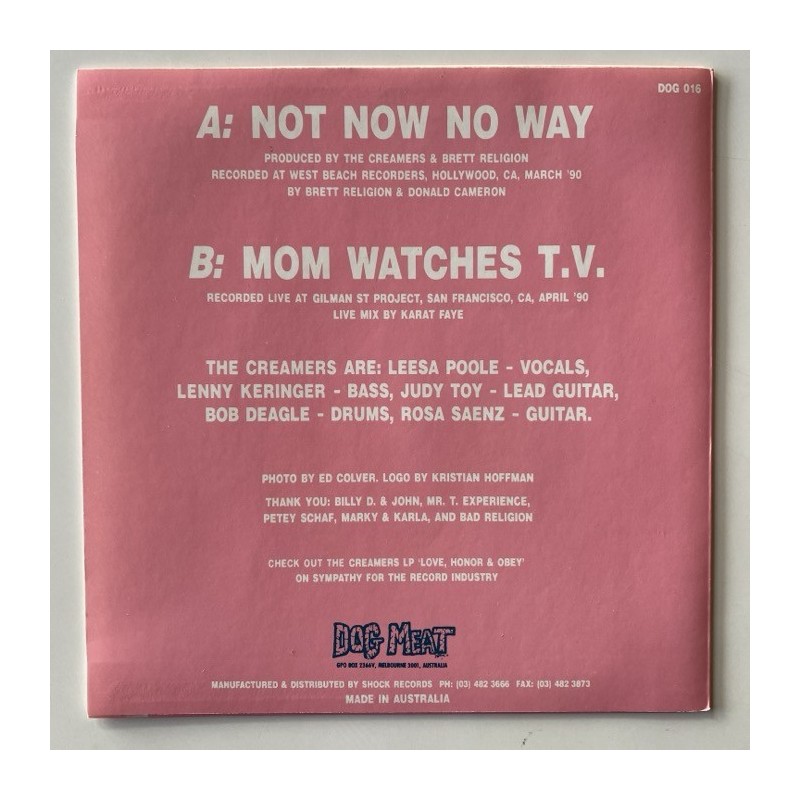 DOG 016
A: NOT NOW NO WAY
PRODUCED BY THE CREAMERS & BRETT RELIGION
RECORDED AT WEST BEACH RECORDERS, HOLLYWOOD, CA, MARCH '90
BY BRETT RELIGION & DONALD CAMERON
B: MOM WATCHES T.V.
RECORDED LIVE AT GILMAN ST PROJECT, SAN FRANCISCO, CA, APRIL '90
LIVE MIX BY KARAT FAYE
THE CREAMERS ARE: LEESA POOLE - VOCALS,
LENNY KERINGER - BASS, JUDY TOY - LEAD GUITAR,
BOB DEAGLE - DRUMS, ROSA SAENZ - GUITAR.
PHOTO BY ED COLVER. LOGO BY KRISTIAN HOFFMAN
THANK YOU: BILLY D. & JOHN, MR. T. EXPERIENCE,
PETEY SCHAF, MARKY & KARLA, AND BAD RELIGION
CHECK OUT THE CREAMERS LP 'LOVE, HONOR & OBEY'
ON SYMPATHY FOR THE RECORD INDUSTRY
DOG MEAT
GPO BOX 2366V, MELBOURNE 3001, AUSTRALIA
MANUFACTURED & DISTRIBUTED BY SHOCK RECORDS PH: (03) 482 3666 FAX: (03) 482 3873
MADE IN AUSTRALIA